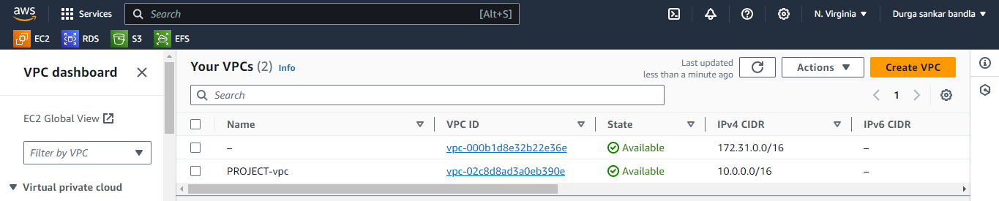 aws Services Search [Alt+S] N. Virginia Durga sankar bandla
EC2 RDS S3 EFS
VPC dashboard
EC2 Global View
Filter by VPC
Virtual private cloud
Your VPCs (2) Info
Last updated
less than a minute ago
Actions
Create VPC
Search
1
Name VPC ID State IPv4 CIDR IPv6 CIDR
– vpc-000b1d8e32b22e36e Available 172.31.0.0/16 –
PROJECT-vpc vpc-02c8d8ad3a0eb390e Available 10.0.0.0/16 –